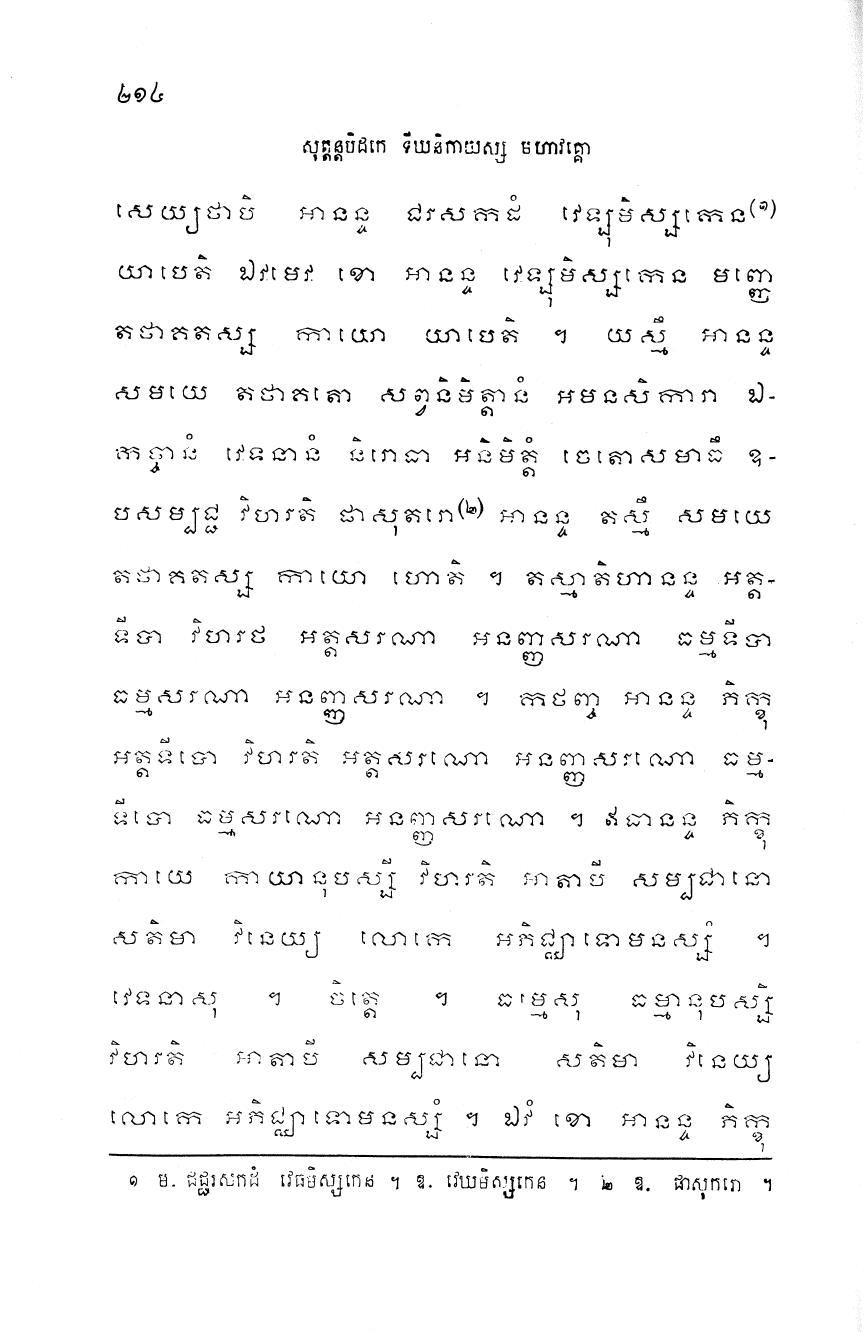 ២១៤
សុត្តន្តបិដកេ ទីឃនិកាយស្ស មហាវគ្គោ
សេយ្យថាបិ អានន្ទ ជរសកដំ វេឡុមិស្សកេន(១)
យាបេតិ ឯវមេវ ខោ អានន្ទ វេឡុមិស្សកេន មញ្ញេ
តថាគតស្ស កាយោ យាបេតិ ។ យស្មឹ អានន្ទ
សមយេ តថាគតោ សព្វនិមិត្តានំ អមនសិការា ឯ-
កច្ចានំ វេទនានំ និរោធា អនិមិត្តំ ចេតោសមាធឹ ឧ-
បសម្បជ្ជ វិហរតិ ផាសុតរោ(២) អានន្ទ តស្មឹ សមយេ
តថាគតស្ស កាយោ ហោតិ ។ តស្មាតិហានន្ទ អត្ត-
ទីបា វិហរថ អត្តសរណា អនញ្ញសរណា ធម្មទីបា
ធម្មសរណា អនញ្ញសរណា ។ កថញ្ច អានន្ទ ភិក្ខុ
អត្តទីបោ វិហរតិ អត្តសរណោ អនញ្ញសរណោ ធម្ម-
ទីបោ ធម្មសរណោ អនញ្ញសរណោ ។ ឥធានន្ទ ភិក្ខុ
កាយេ កាយានុបស្សី វិហរតិ អាតាបី សម្បជានោ
សតិមា វិនេយ្យ លោកេ អភិជ្ឈាទោមនស្សំ ។
វេទនាសុ ។ ចិត្តេ ។ ធម្មេសុ ធម្មានុបស្សី
វិហរតិ អាតាបី សម្បជានោ សតិមា វិនេយ្យ
លោកេ អភិជ្ឈាទោមនស្សំ ។ ឯវំ ខោ អានន្ទ ភិក្ខុ
១ ម. ជជ្ជរសកដំ វេធមិស្សកេន ។ ឱ. វេឃមិស្សកេន ។ ២ ឱ. ផាសុករោ ។